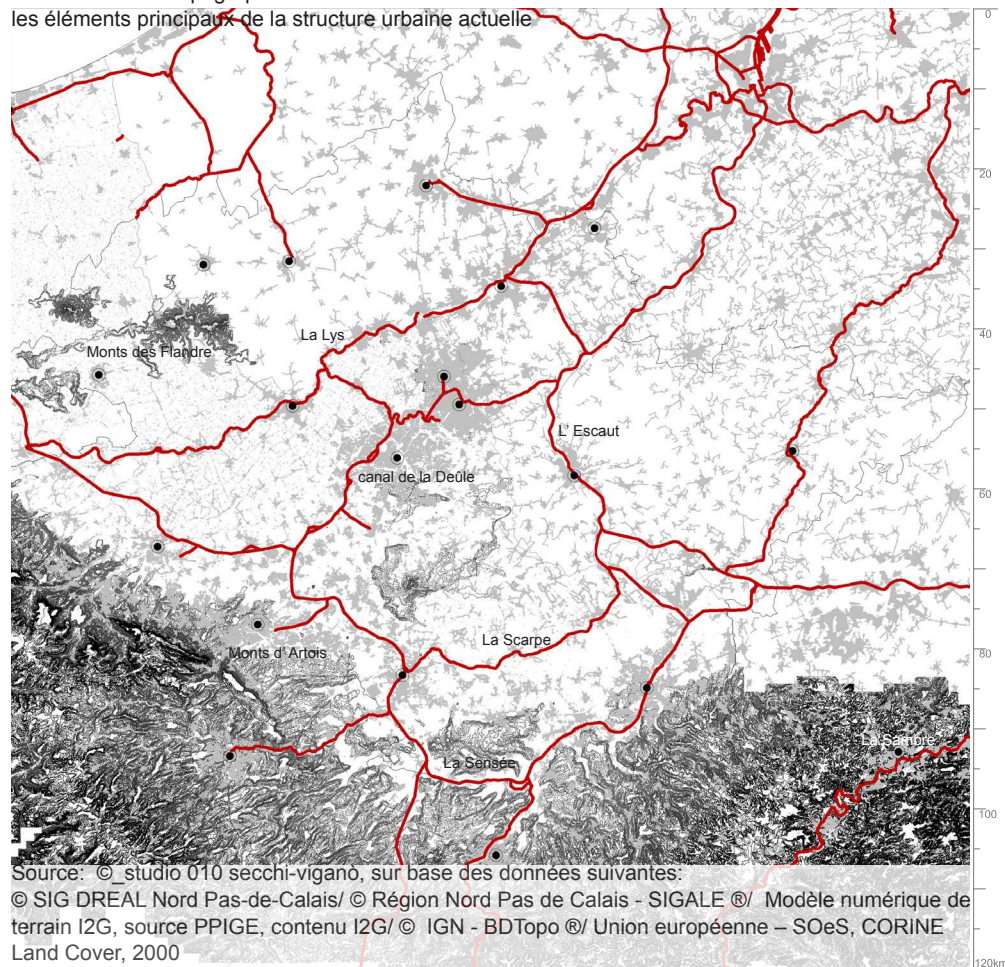 les éléments principaux de la structure urbaine actuelle
0
20
40
La Lys
Monts des Flandre
L' Escaut
canal de la Deûle
60
La Scarpe
Monts d' Artois
80
La Sambre
La Sensée
100
Source: ©_studio 010 secchi-viganò, sur base des données suivantes:
© SIG DREAL Nord Pas-de-Calais/ © Région Nord Pas de Calais - SIGALE ®/ Modèle numérique de
terrain I2G, source PPIGE, contenu I2G/ © IGN - BDTopo ®/ Union européenne – SOeS, CORINE
Land Cover, 2000
120km